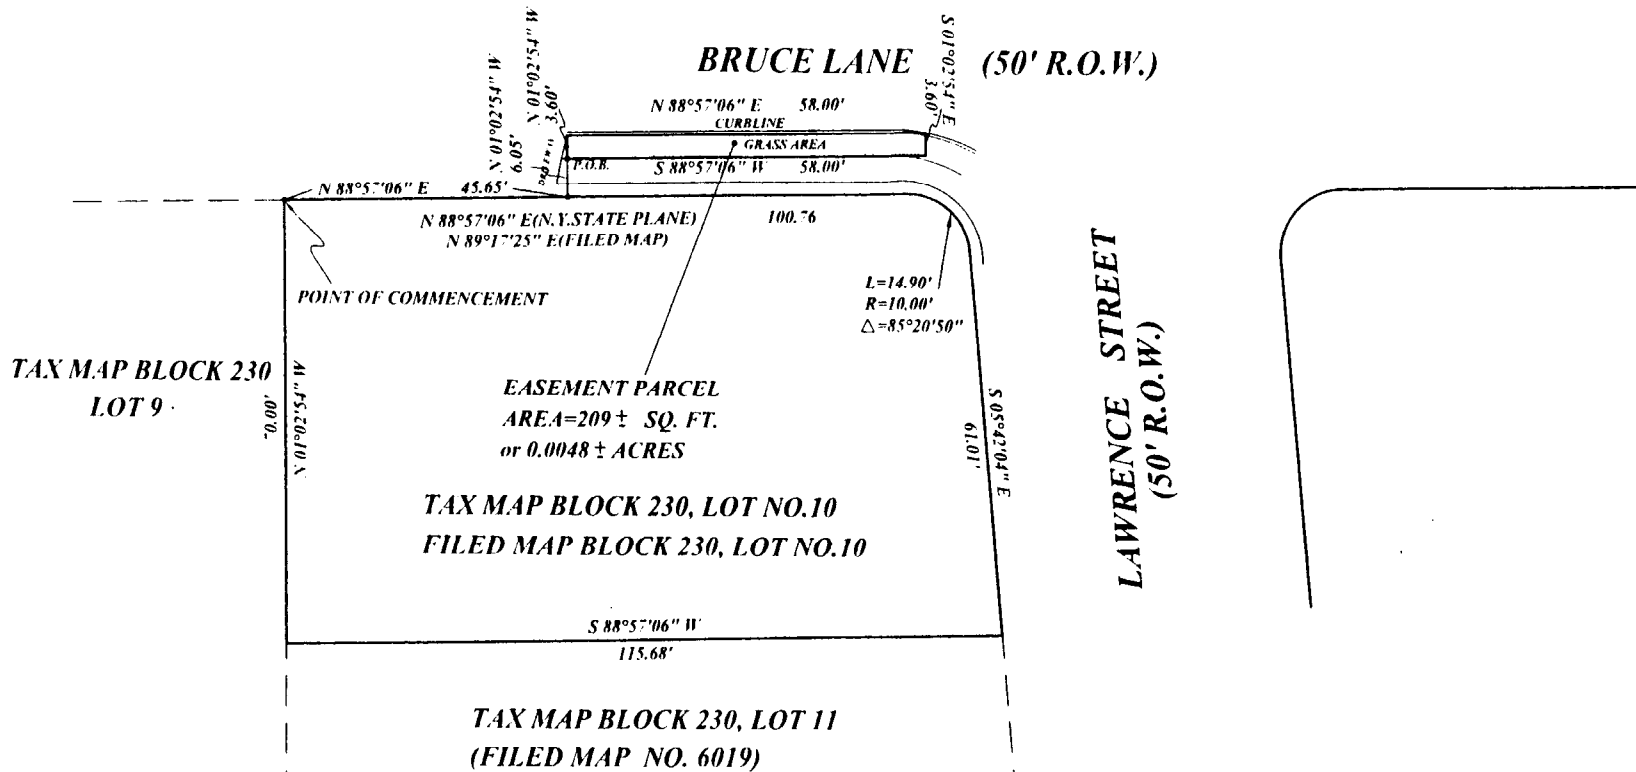 BRUCE LANE (50' R.O.W.)
N 01°02'54" W
6.05'
N 01°02'54" W
3.60'
S 01°02'54" E
3.60'
N 88°57'06" E 58.00'
CURBLINE
GRASS AREA
P.O.B.
S 88°57'06" W 58.00'
N 88°57'06" E 45.65'
N 88°57'06" E(N.Y.STATE PLANE) 100.76
N 89°17'25" E(FILED MAP)
POINT OF COMMENCEMENT
L=14.90'
R=10.00'
△=85°20'50"
TAX MAP BLOCK 230
LOT 9
N 01°02'54" W
EASEMENT PARCEL
AREA=209 ± SQ. FT.
or 0.0048 ± ACRES
S 05°42'04" E
61.01'
LAWRENCE STREET
(50' R.O.W.)
TAX MAP BLOCK 230, LOT NO.10
FILED MAP BLOCK 230, LOT NO.10
S 88°57'06" W
115.68'
TAX MAP BLOCK 230, LOT 11
(FILED MAP NO. 6019)